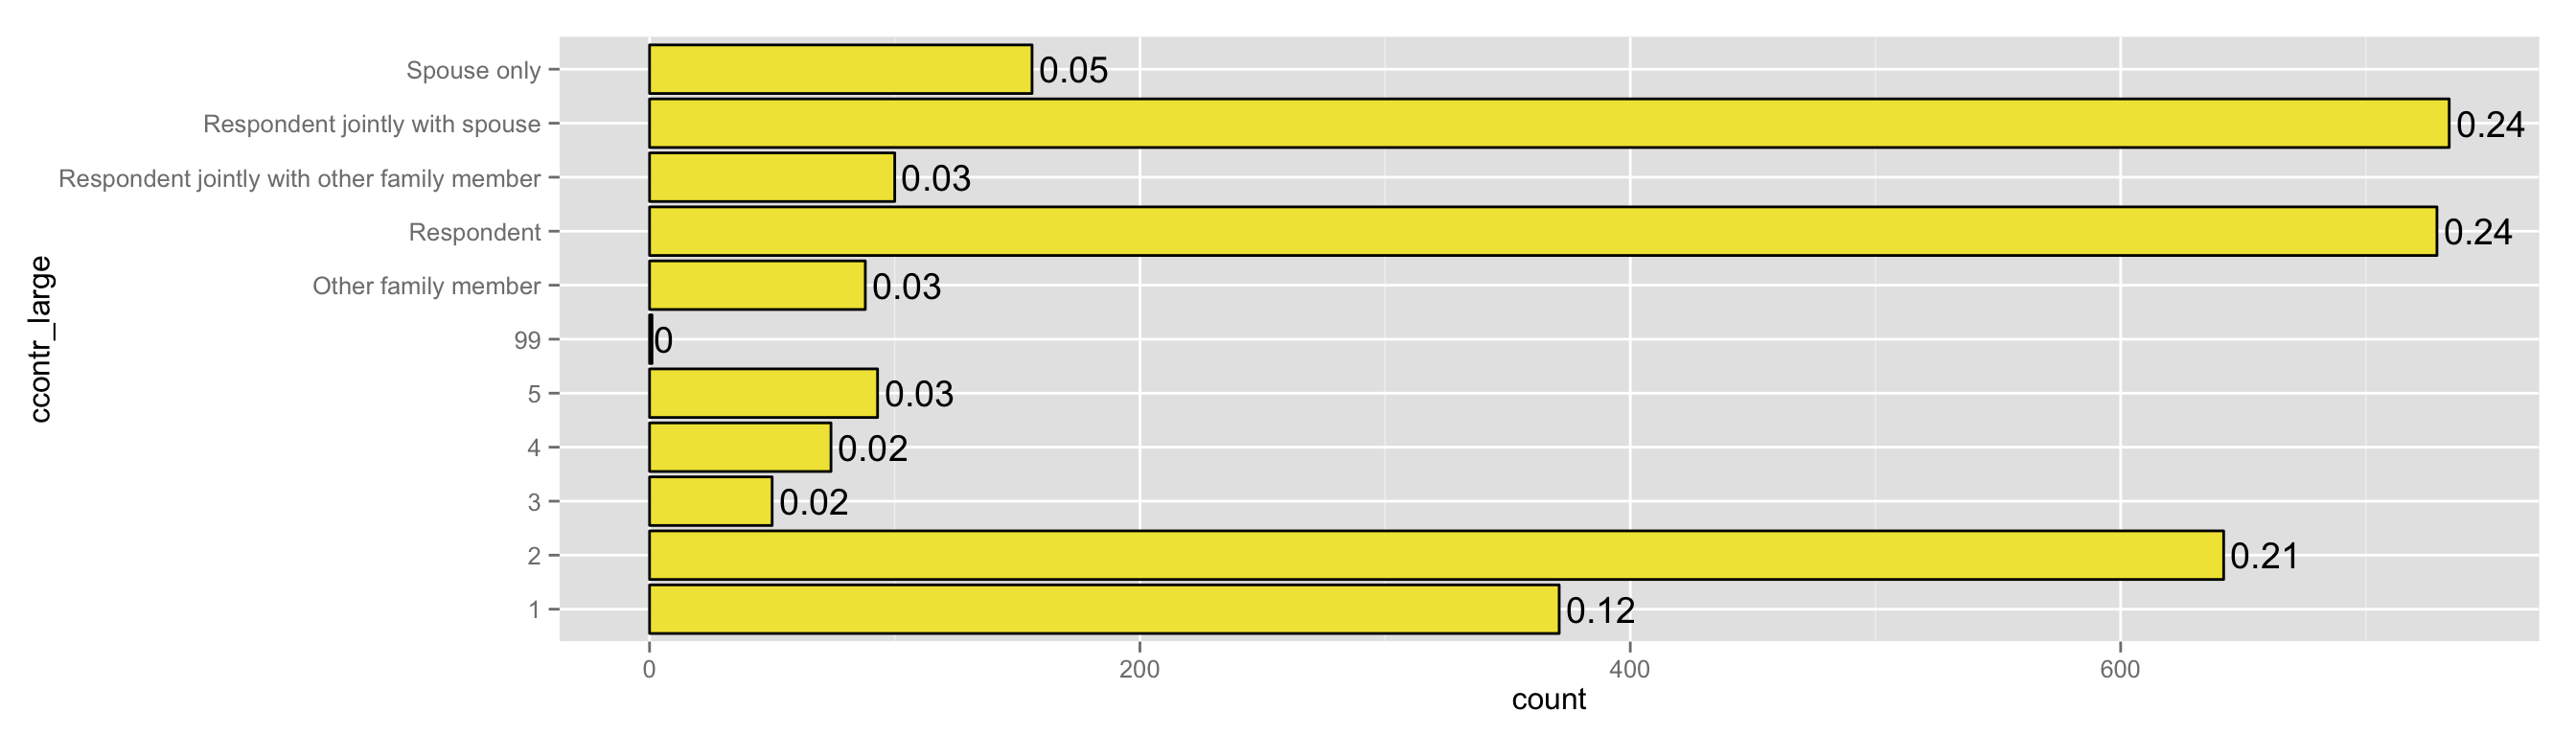 Spouse only
0.05
Respondent jointly with spouse
0.24
Respondent jointly with other family member
0.03
Respondent
0.24
Other family member
0.03
99
0
5
0.03
4
0.02
3
0.02
2
0.21
1
0.12
ccontr_large
0 200 400 600
count